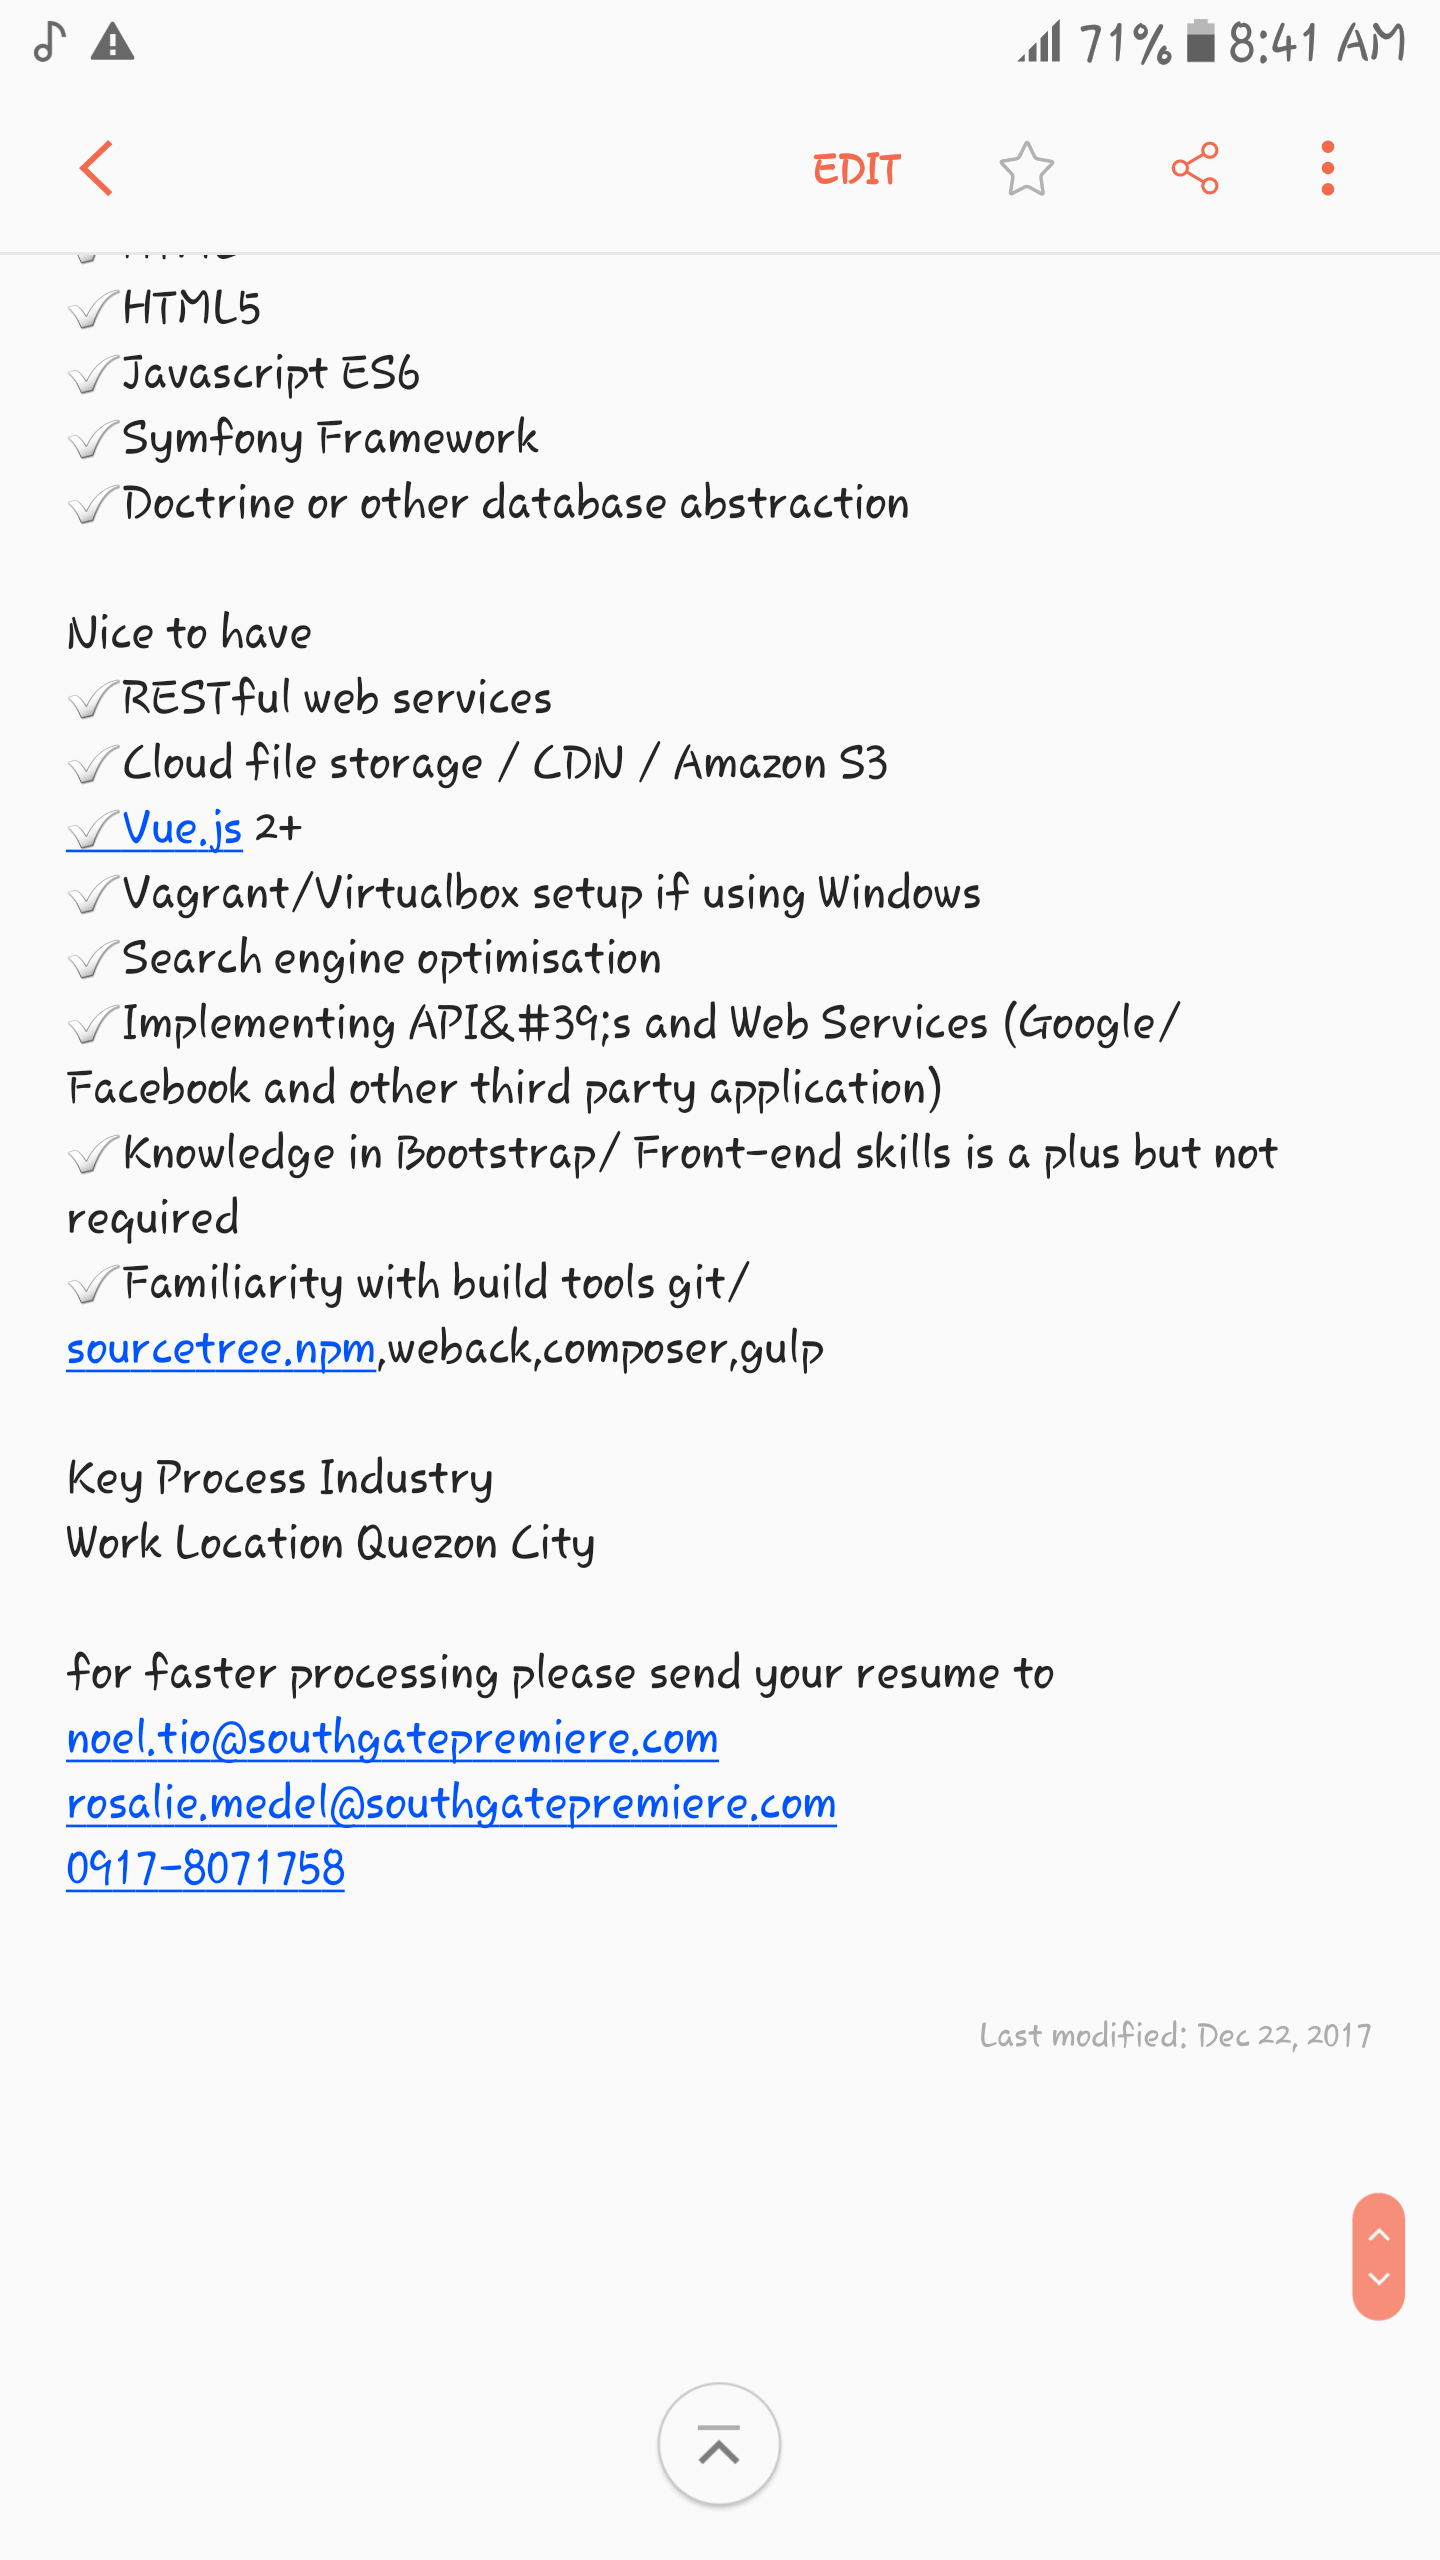 71% 8:41 AM
EDIT
✓HTML5
✓Javascript ES6
✓Symfony Framework
✓Doctrine or other database abstraction
Nice to have
✓RESTful web services
✓Cloud file storage / CDN / Amazon S3
✓Vue.js 2+
✓Vagrant/Virtualbox setup if using Windows
✓Search engine optimisation
✓Implementing API&#39;s and Web Services (Google/
Facebook and other third party application)
✓Knowledge in Bootstrap/ Front-end skills is a plus but not
required
✓Familiarity with build tools git/
sourcetree.npm,weback,composer,gulp
Key Process Industry
Work Location Quezon City
for faster processing please send your resume to
noel.tio@southgatepremiere.com
rosalie.medel@southgatepremiere.com
0917-8071758
Last modified: Dec 22, 2017